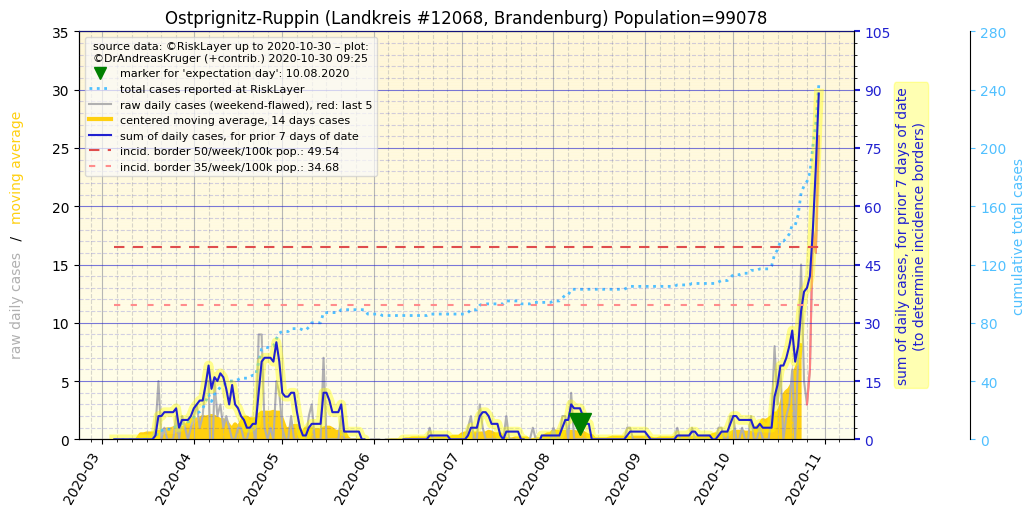 Ostprignitz-Ruppin (Landkreis #12068, Brandenburg) Population=99078
source data: ©RiskLayer up to 2020-10-30 – plot:
©DrAndreasKruger (+contrib.) 2020-10-30 09:25
marker for 'expectation day': 10.08.2020
total cases reported at RiskLayer
raw daily cases (weekend-flawed), red: last 5
centered moving average, 14 days cases
sum of daily cases, for prior 7 days of date
incid. border 50/week/100k pop.: 49.54
incid. border 35/week/100k pop.: 34.68
raw daily cases / moving average
35
30
25
20
15
10
5
0
2020-03
2020-04
2020-05
2020-06
2020-07
2020-08
2020-09
2020-10
2020-11
105
90
75
60
45
30
15
0
sum of daily cases, for prior 7 days of date
(to determine incidence borders)
280
240
200
160
120
80
40
0
cumulative total cases